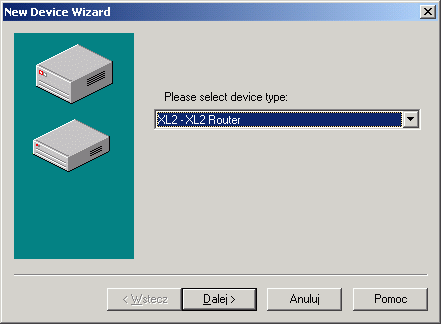 New Device Wizard
Please select device type:
XL2 - XL2 Router
< Wstecz
Dalej >
Anuluj
Pomoc